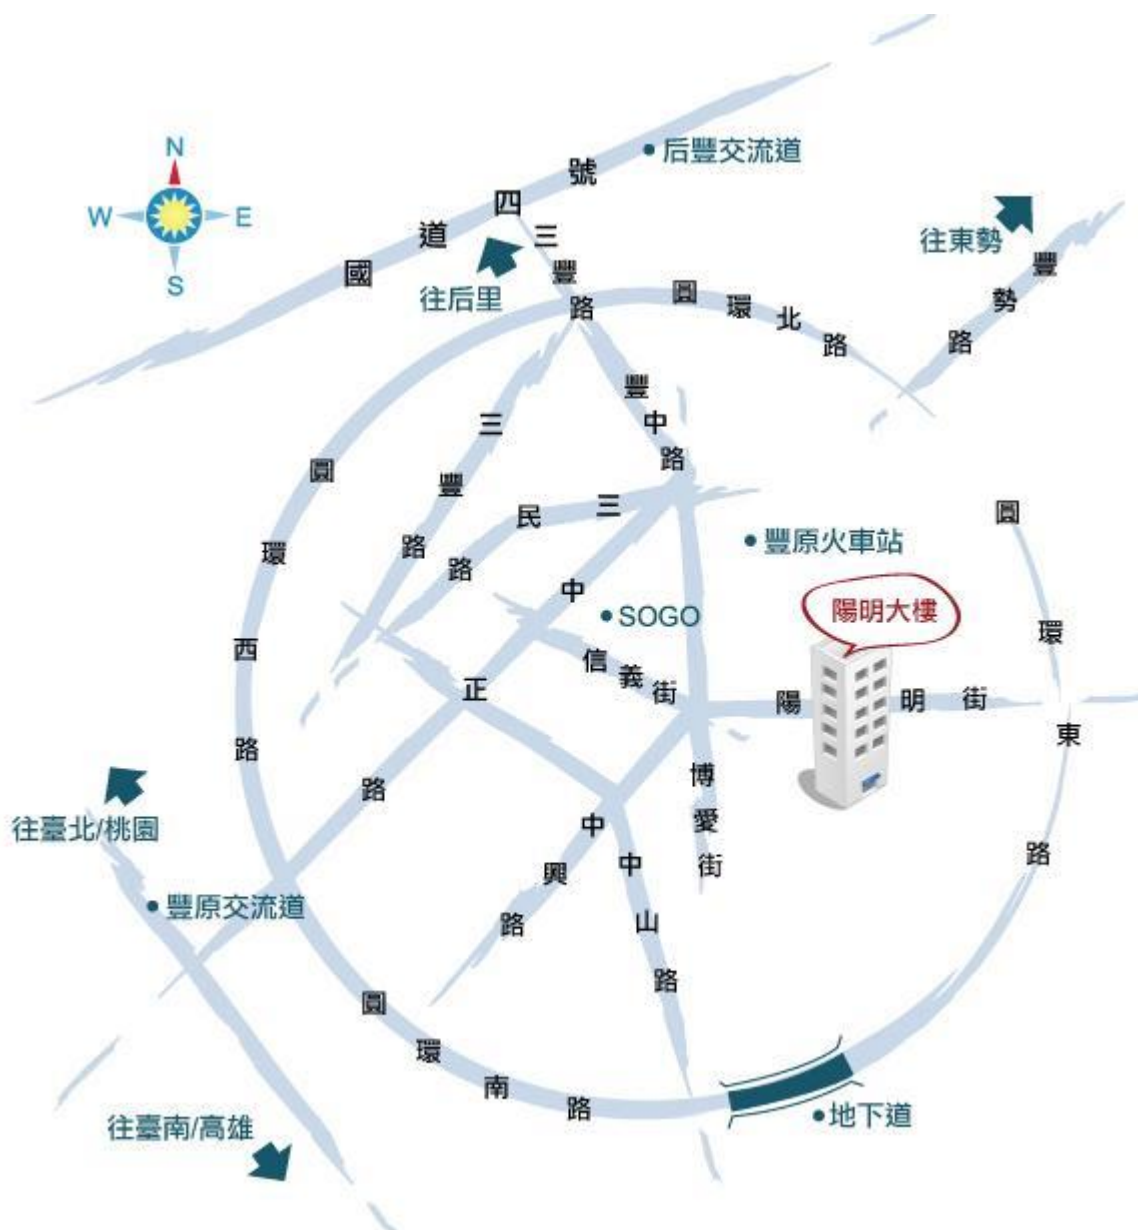 N
W
E
S
后豐交流道
國道四號
往后里
往東勢
三豐路
圓環北路
豐勢路
豐中路
三豐路
三民路
圓環西路
圓環東路
豐原火車站
陽明大樓
SOGO
中正路
信義街
陽明街
博愛街
往臺北/桃園
豐原交流道
中興路
中山路
圓環南路
地下道
往臺南/高雄